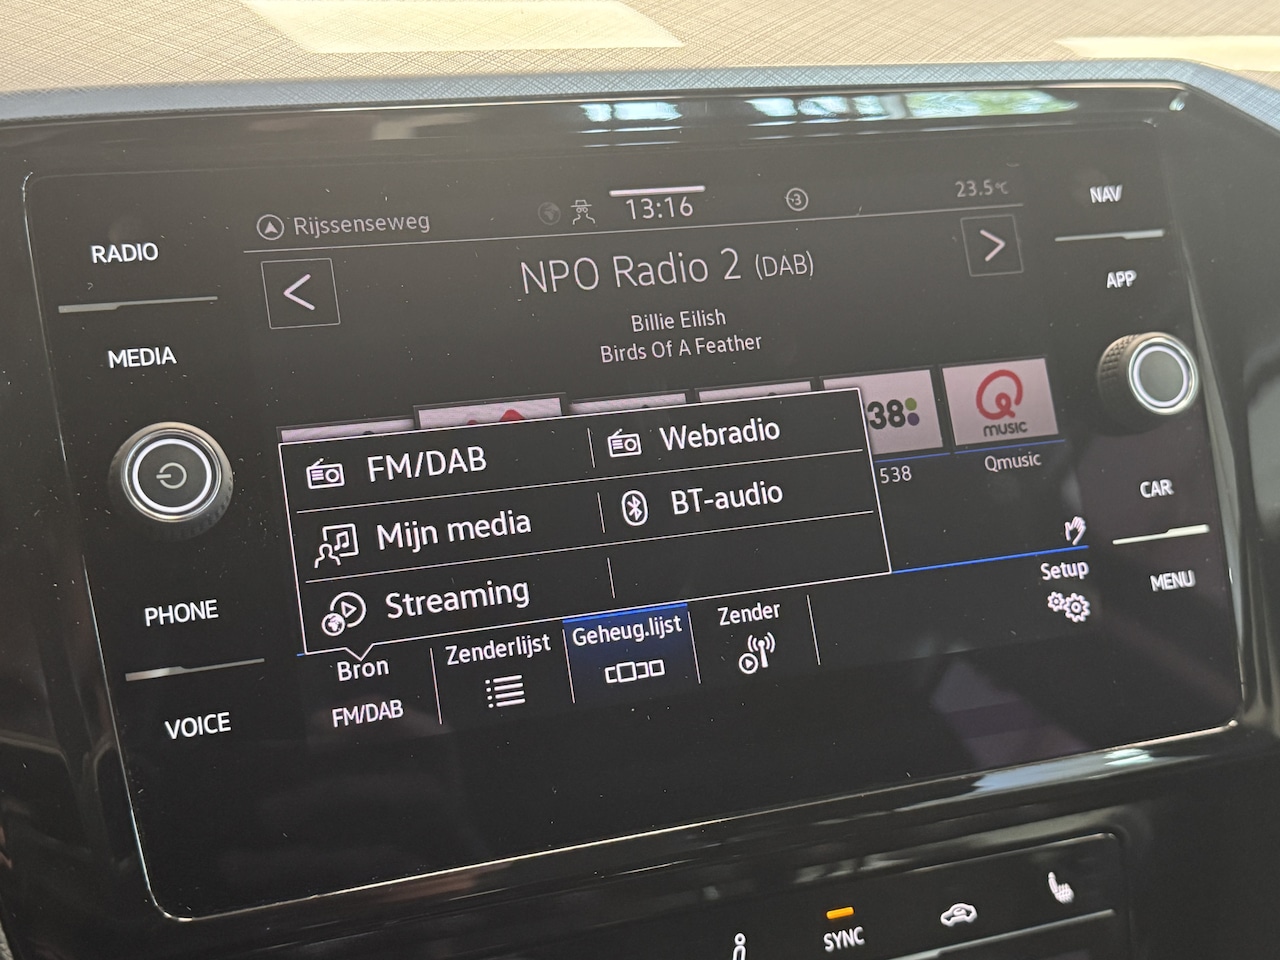 RADIO
MEDIA
PHONE
VOICE
Rijssenseweg
13:16
3
23.5°C
NPO Radio 2 (DAB)
Billie Eilish
Birds Of A Feather
38
Q
MUSIC
538
Qmusic
FM/DAB
Webradio
Mijn media
BT-audio
Streaming
Bron
FM/DAB
Zenderlijst
Geheug.lijst
Zender
Setup
NAV
APP
CAR
MENU
SYNC